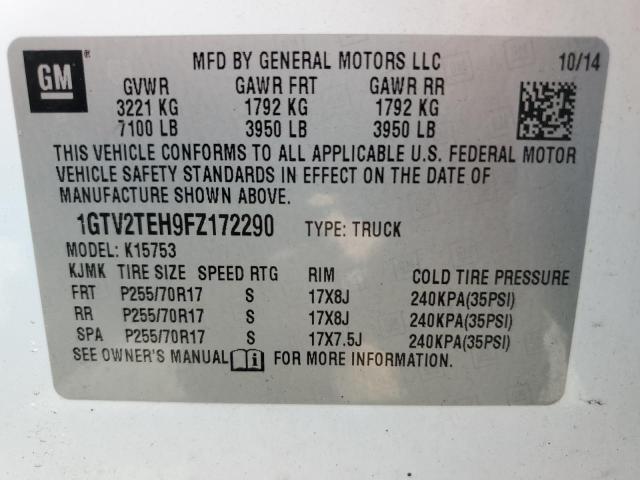 GM ®
MFD BY GENERAL MOTORS LLC 10/14
GVWR GAWR FRT GAWR RR
3221 KG 1792 KG 1792 KG
7100 LB 3950 LB 3950 LB
THIS VEHICLE CONFORMS TO ALL APPLICABLE U.S. FEDERAL MOTOR
VEHICLE SAFETY STANDARDS IN EFFECT ON THE DATE OF
MANUFACTURE SHOWN ABOVE.
1GTV2TEH9FZ172290 TYPE: TRUCK
MODEL: K15753
KJMK TIRE SIZE SPEED RTG RIM COLD TIRE PRESSURE
FRT P255/70R17 S 17X8J 240KPA(35PSI)
RR P255/70R17 S 17X8J 240KPA(35PSI)
SPA P255/70R17 S 17X7.5J 240KPA(35PSI)
SEE OWNER'S MANUAL FOR MORE INFORMATION.